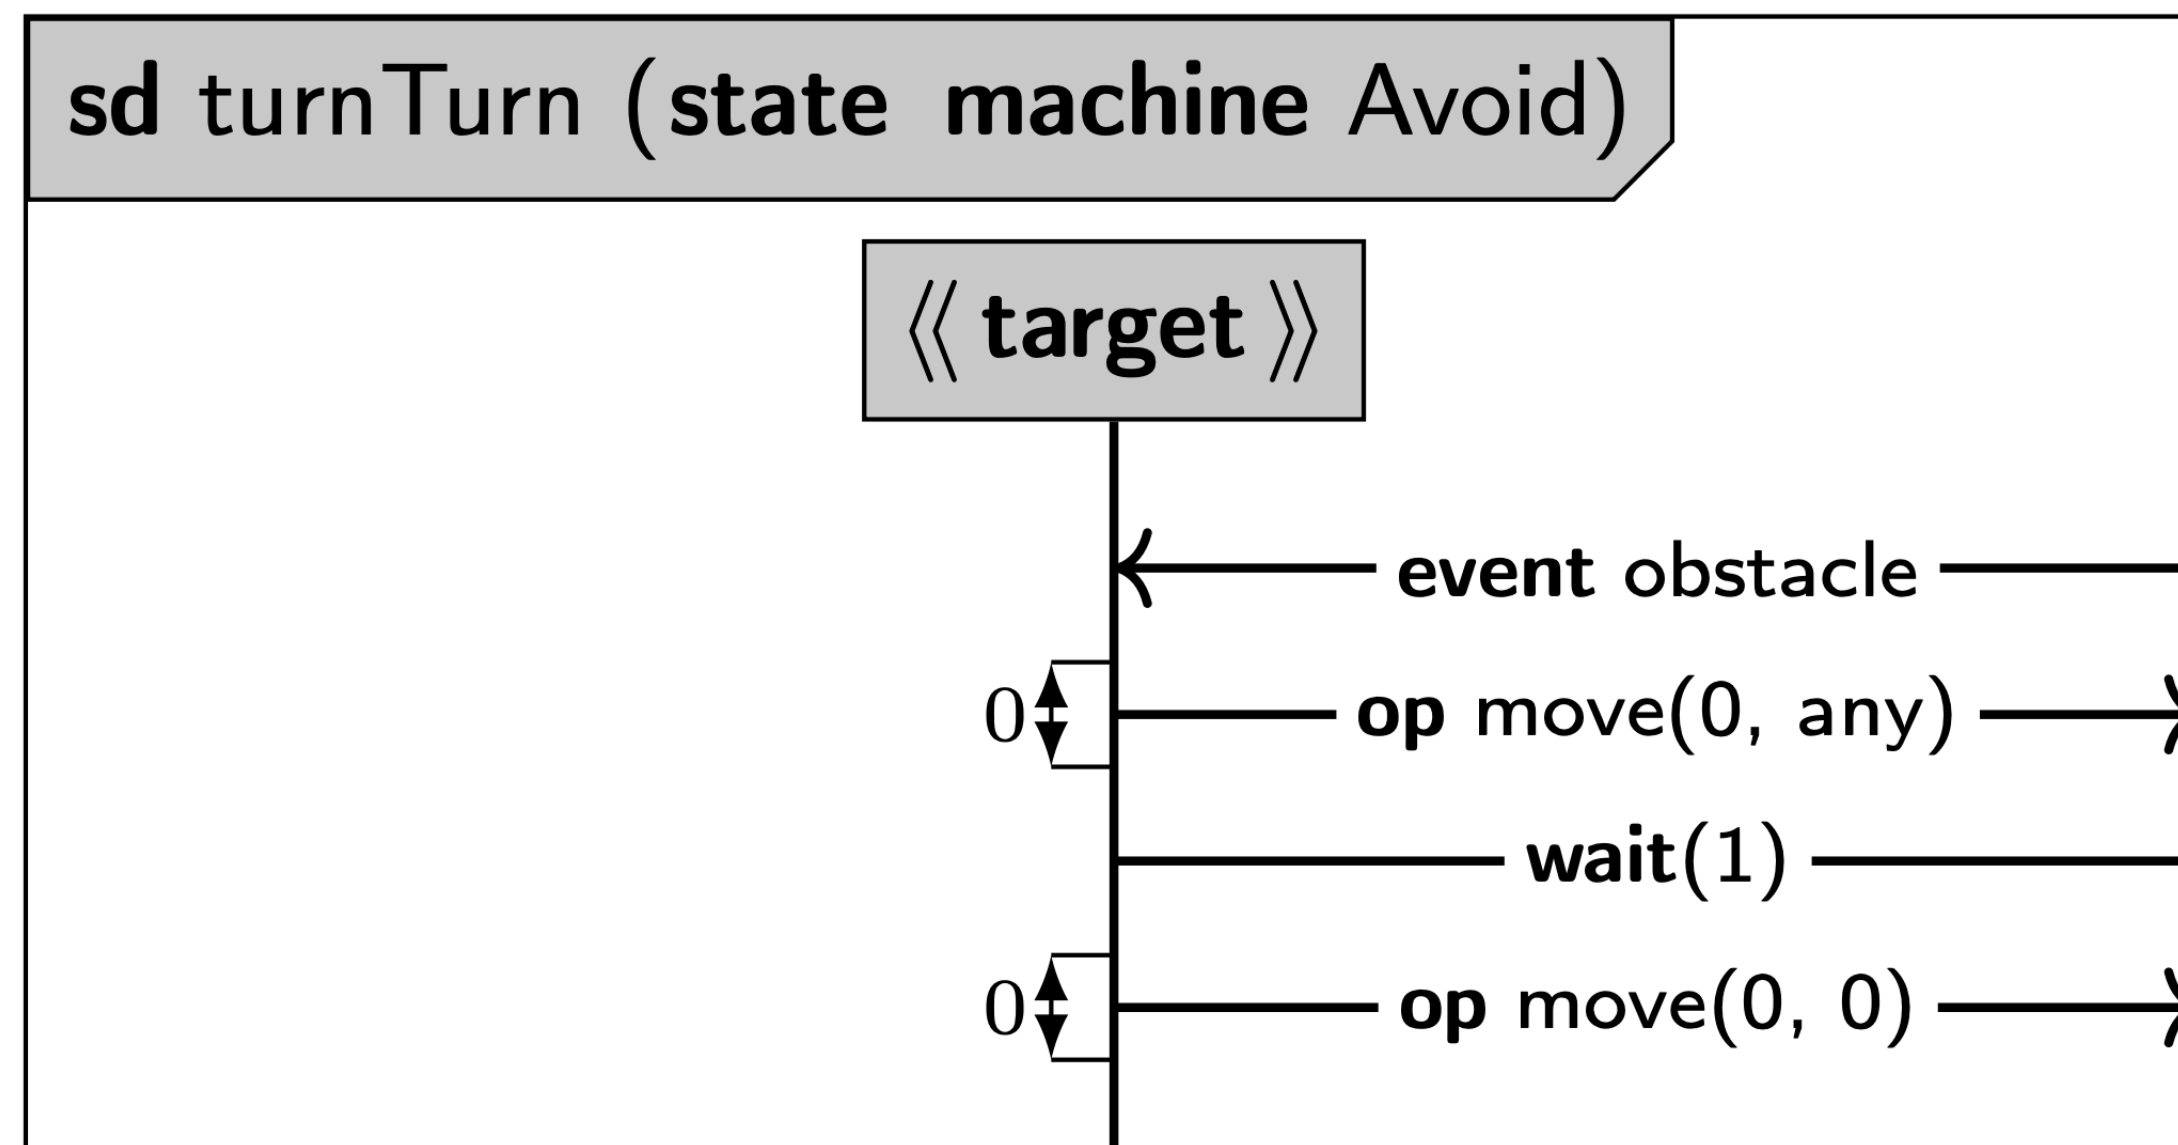 sd turnTurn (state machine Avoid)
⟪target⟫
event obstacle
0 op move(0, any)
wait(1)
0 op move(0, 0)